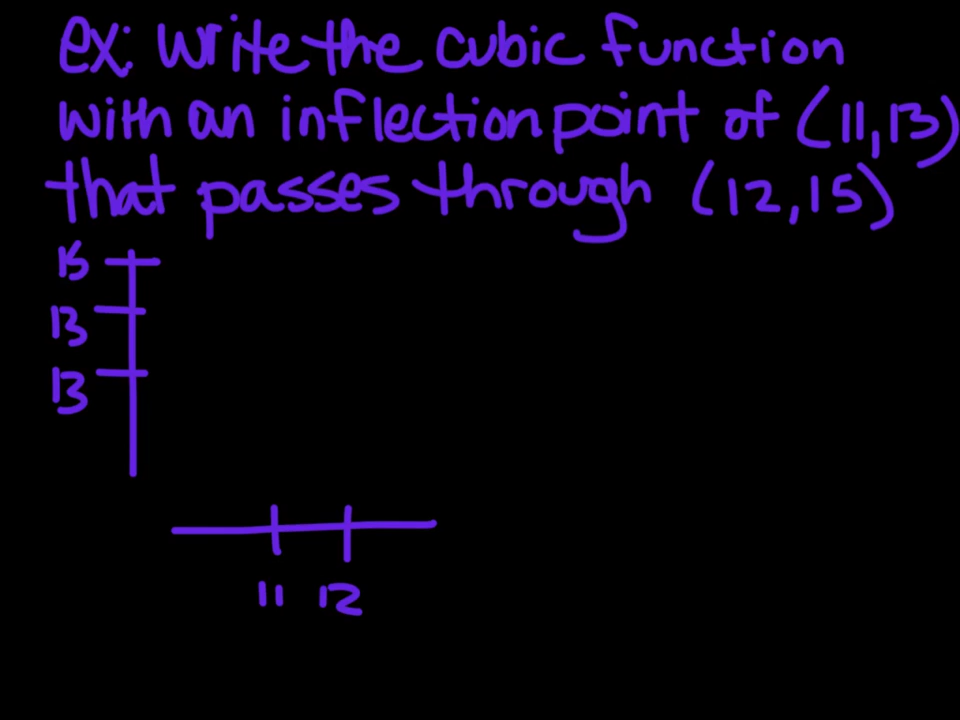 ex: Write the cubic function
with an inflection point of (11,13)
that passes through (12,15)
15
13
13
11 12